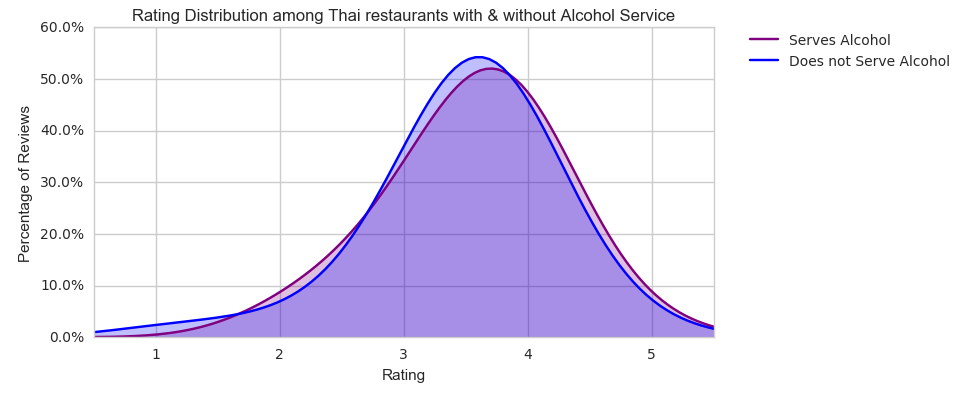 Rating Distribution among Thai restaurants with & without Alcohol Service
Serves Alcohol
Does not Serve Alcohol
Percentage of Reviews
60.0%
50.0%
40.0%
30.0%
20.0%
10.0%
0.0%
1 2 3 4 5
Rating